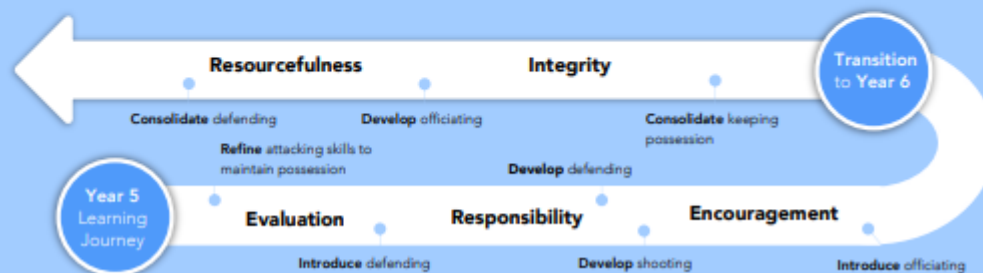 Resourcefulness
Integrity
Transition
to Year 6
Consolidate defending
Develop officiating
Consolidate keeping
possession
Refine attacking skills to
maintain possession
Develop defending
Year 5
Learning
Journey
Evaluation
Responsibility
Encouragement
Introduce defending
Develop shooting
Introduce officiating